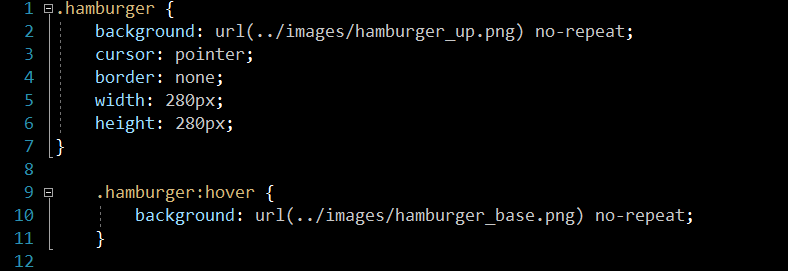 1 .hamburger {
2 background: url(../images/hamburger_up.png) no-repeat;
3 cursor: pointer;
4 border: none;
5 width: 280px;
6 height: 280px;
7 }
8
9 .hamburger:hover {
10 background: url(../images/hamburger_base.png) no-repeat;
11 }
12